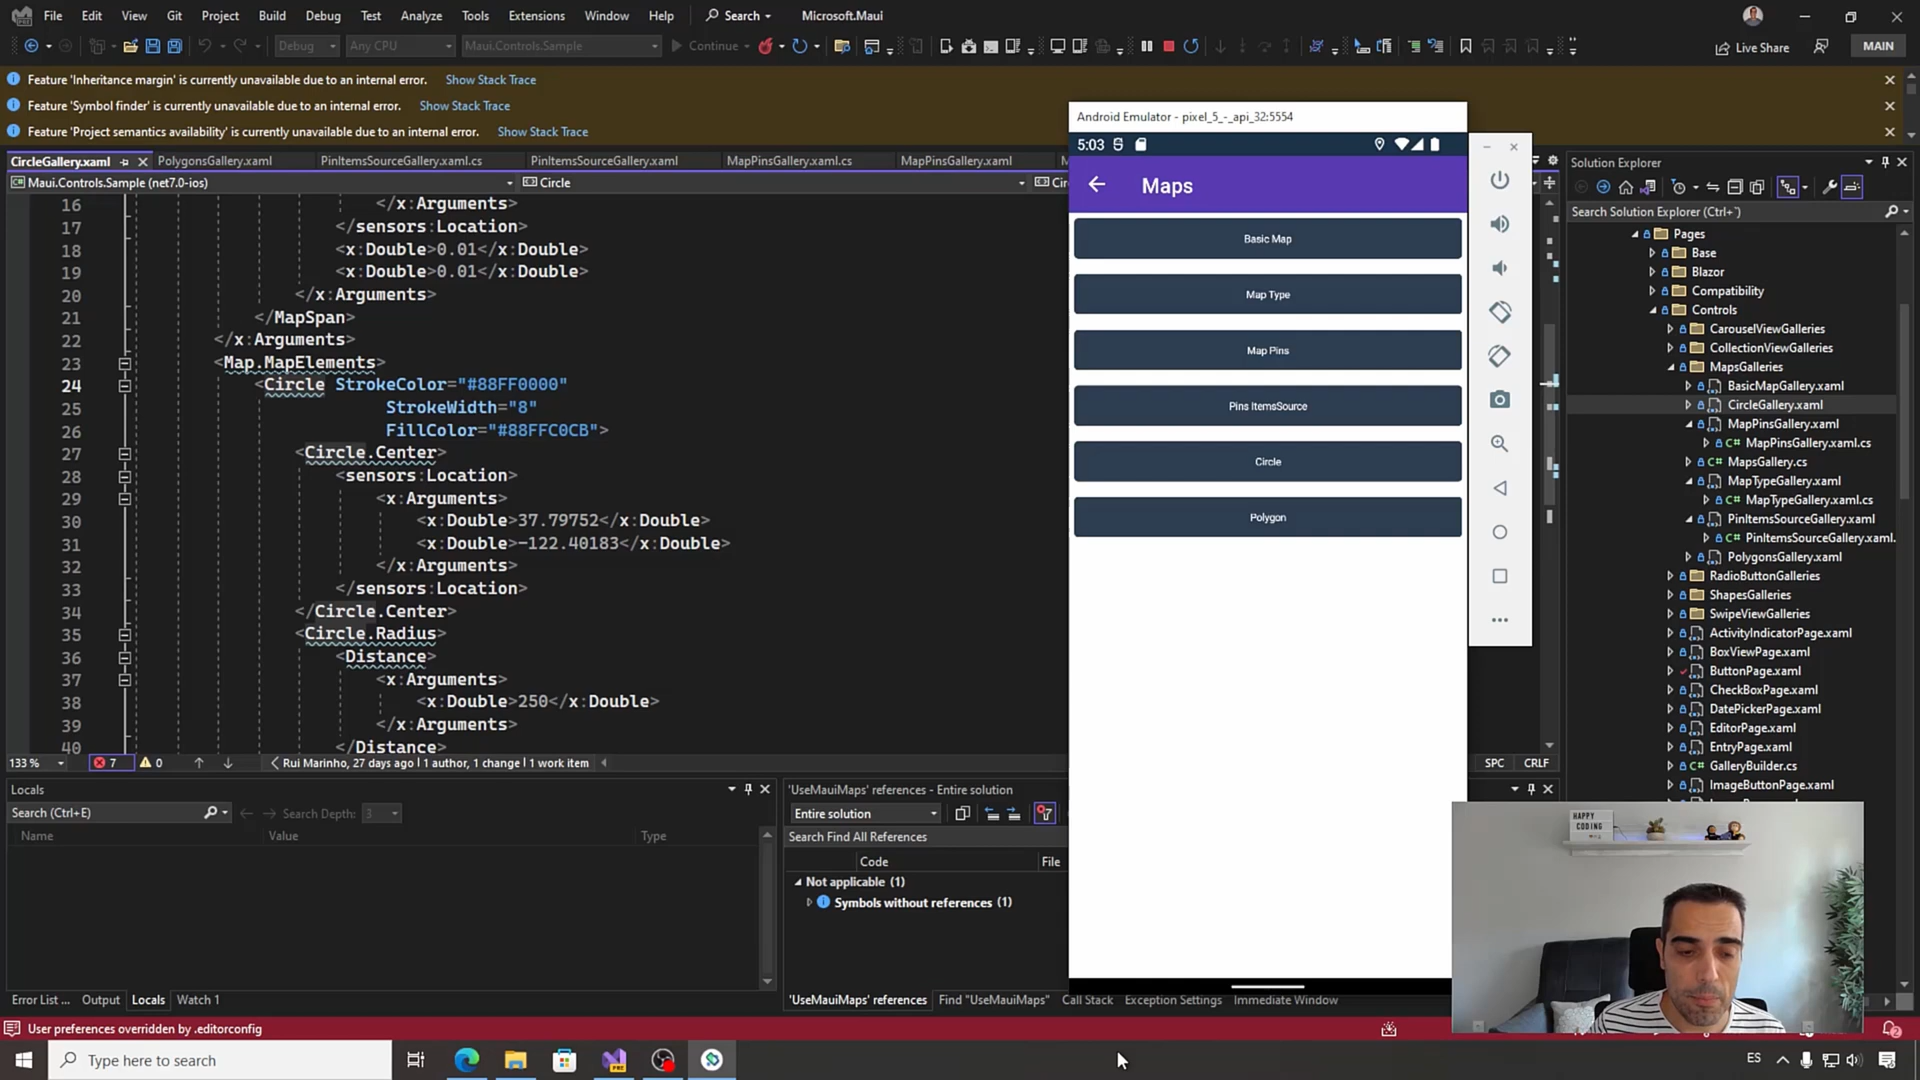 File Edit View Git Project Build Debug Test Analyze Tools Extensions Window Help Search Microsoft.Maui
Debug Any CPU Maui.Controls.Sample Continue Live Share MAIN
Feature 'Inheritance margin' is currently unavailable due to an internal error. Show Stack Trace
Feature 'Symbol finder' is currently unavailable due to an internal error. Show Stack Trace
Feature 'Project semantics availability' is currently unavailable due to an internal error. Show Stack Trace
CircleGallery.xaml PolygonsGallery.xaml PinItemsSourceGallery.xaml.cs PinItemsSourceGallery.xaml MapPinsGallery.xaml.cs MapPinsGallery.xaml
Maui.Controls.Sample (net7.0-ios) Circle
16 </x:Arguments>
17 </sensors:Location>
18 <x:Double>0.01</x:Double>
19 <x:Double>0.01</x:Double>
20 </x:Arguments>
21 </MapSpan>
22 </x:Arguments>
23 <Map.MapElements>
24 <Circle StrokeColor="#88FF0000"
25 StrokeWidth="8"
26 FillColor="#88FFC0CB">
27 <Circle.Center>
28 <sensors:Location>
29 <x:Arguments>
30 <x:Double>37.79752</x:Double>
31 <x:Double>-122.40183</x:Double>
32 </x:Arguments>
33 </sensors:Location>
34 </Circle.Center>
35 <Circle.Radius>
36 <Distance>
37 <x:Arguments>
38 <x:Double>250</x:Double>
39 </x:Arguments>
40 </Distance>
133 % 7 0 Rui Marinho, 27 days ago | 1 author, 1 change | 1 work item SPC CRLF
Android Emulator - pixel_5_-_api_32:5554
5:03
Maps
Basic Map
Map Type
Map Pins
Pins ItemsSource
Circle
Polygon
Solution Explorer
Search Solution Explorer (Ctrl+¨)
Pages
Base
Blazor
Compatibility
Controls
CarouselViewGalleries
CollectionViewGalleries
MapsGalleries
BasicMapGallery.xaml
CircleGallery.xaml
MapPinsGallery.xaml
C# MapPinsGallery.xaml.cs
C# MapsGallery.cs
MapTypeGallery.xaml
C# MapTypeGallery.xaml.cs
PinItemsSourceGallery.xaml
C# PinItemsSourceGallery.xaml.
PolygonsGallery.xaml
RadioButtonGalleries
ShapesGalleries
SwipeViewGalleries
ActivityIndicatorPage.xaml
BoxViewPage.xaml
ButtonPage.xaml
CheckBoxPage.xaml
DatePickerPage.xaml
EditorPage.xaml
EntryPage.xaml
C# GalleryBuilder.cs
ImageButtonPage.xaml
Locals
Search (Ctrl+E) Search Depth: 3
Name Value Type
'UseMauiMaps' references - Entire solution
Entire solution
Search Find All References
Code File
Not applicable (1)
Symbols without references (1)
HAPPY
CODING
Error List ... Output Locals Watch 1 'UseMauiMaps' references Find "UseMauiMaps" Call Stack Exception Settings Immediate Window
User preferences overridden by .editorconfig 2
Type here to search ES